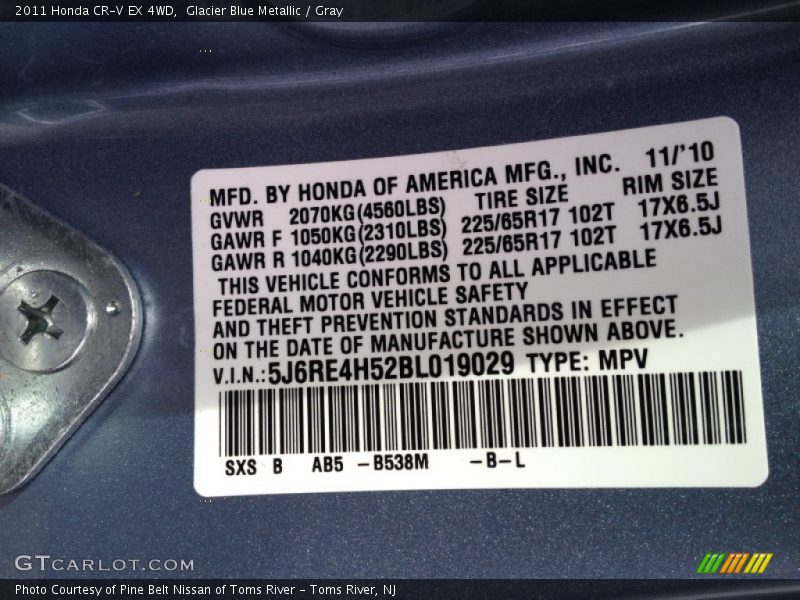 2011 Honda CR-V EX 4WD,  Glacier Blue Metallic / Gray
MFD. BY HONDA OF AMERICA MFG., INC. 11/'10
GVWR 2070KG(4560LBS) TIRE SIZE RIM SIZE
GAWR F 1050KG(2310LBS) 225/65R17 102T 17X6.5J
GAWR R 1040KG(2290LBS) 225/65R17 102T 17X6.5J
THIS VEHICLE CONFORMS TO ALL APPLICABLE
FEDERAL MOTOR VEHICLE SAFETY
AND THEFT PREVENTION STANDARDS IN EFFECT
ON THE DATE OF MANUFACTURE SHOWN ABOVE.
V.I.N.:5J6RE4H52BL019029 TYPE: MPV
SXS B AB5 -B538M -B-L
GTCARLOT.COM
Photo Courtesy of Pine Belt Nissan of Toms River - Toms River, NJ